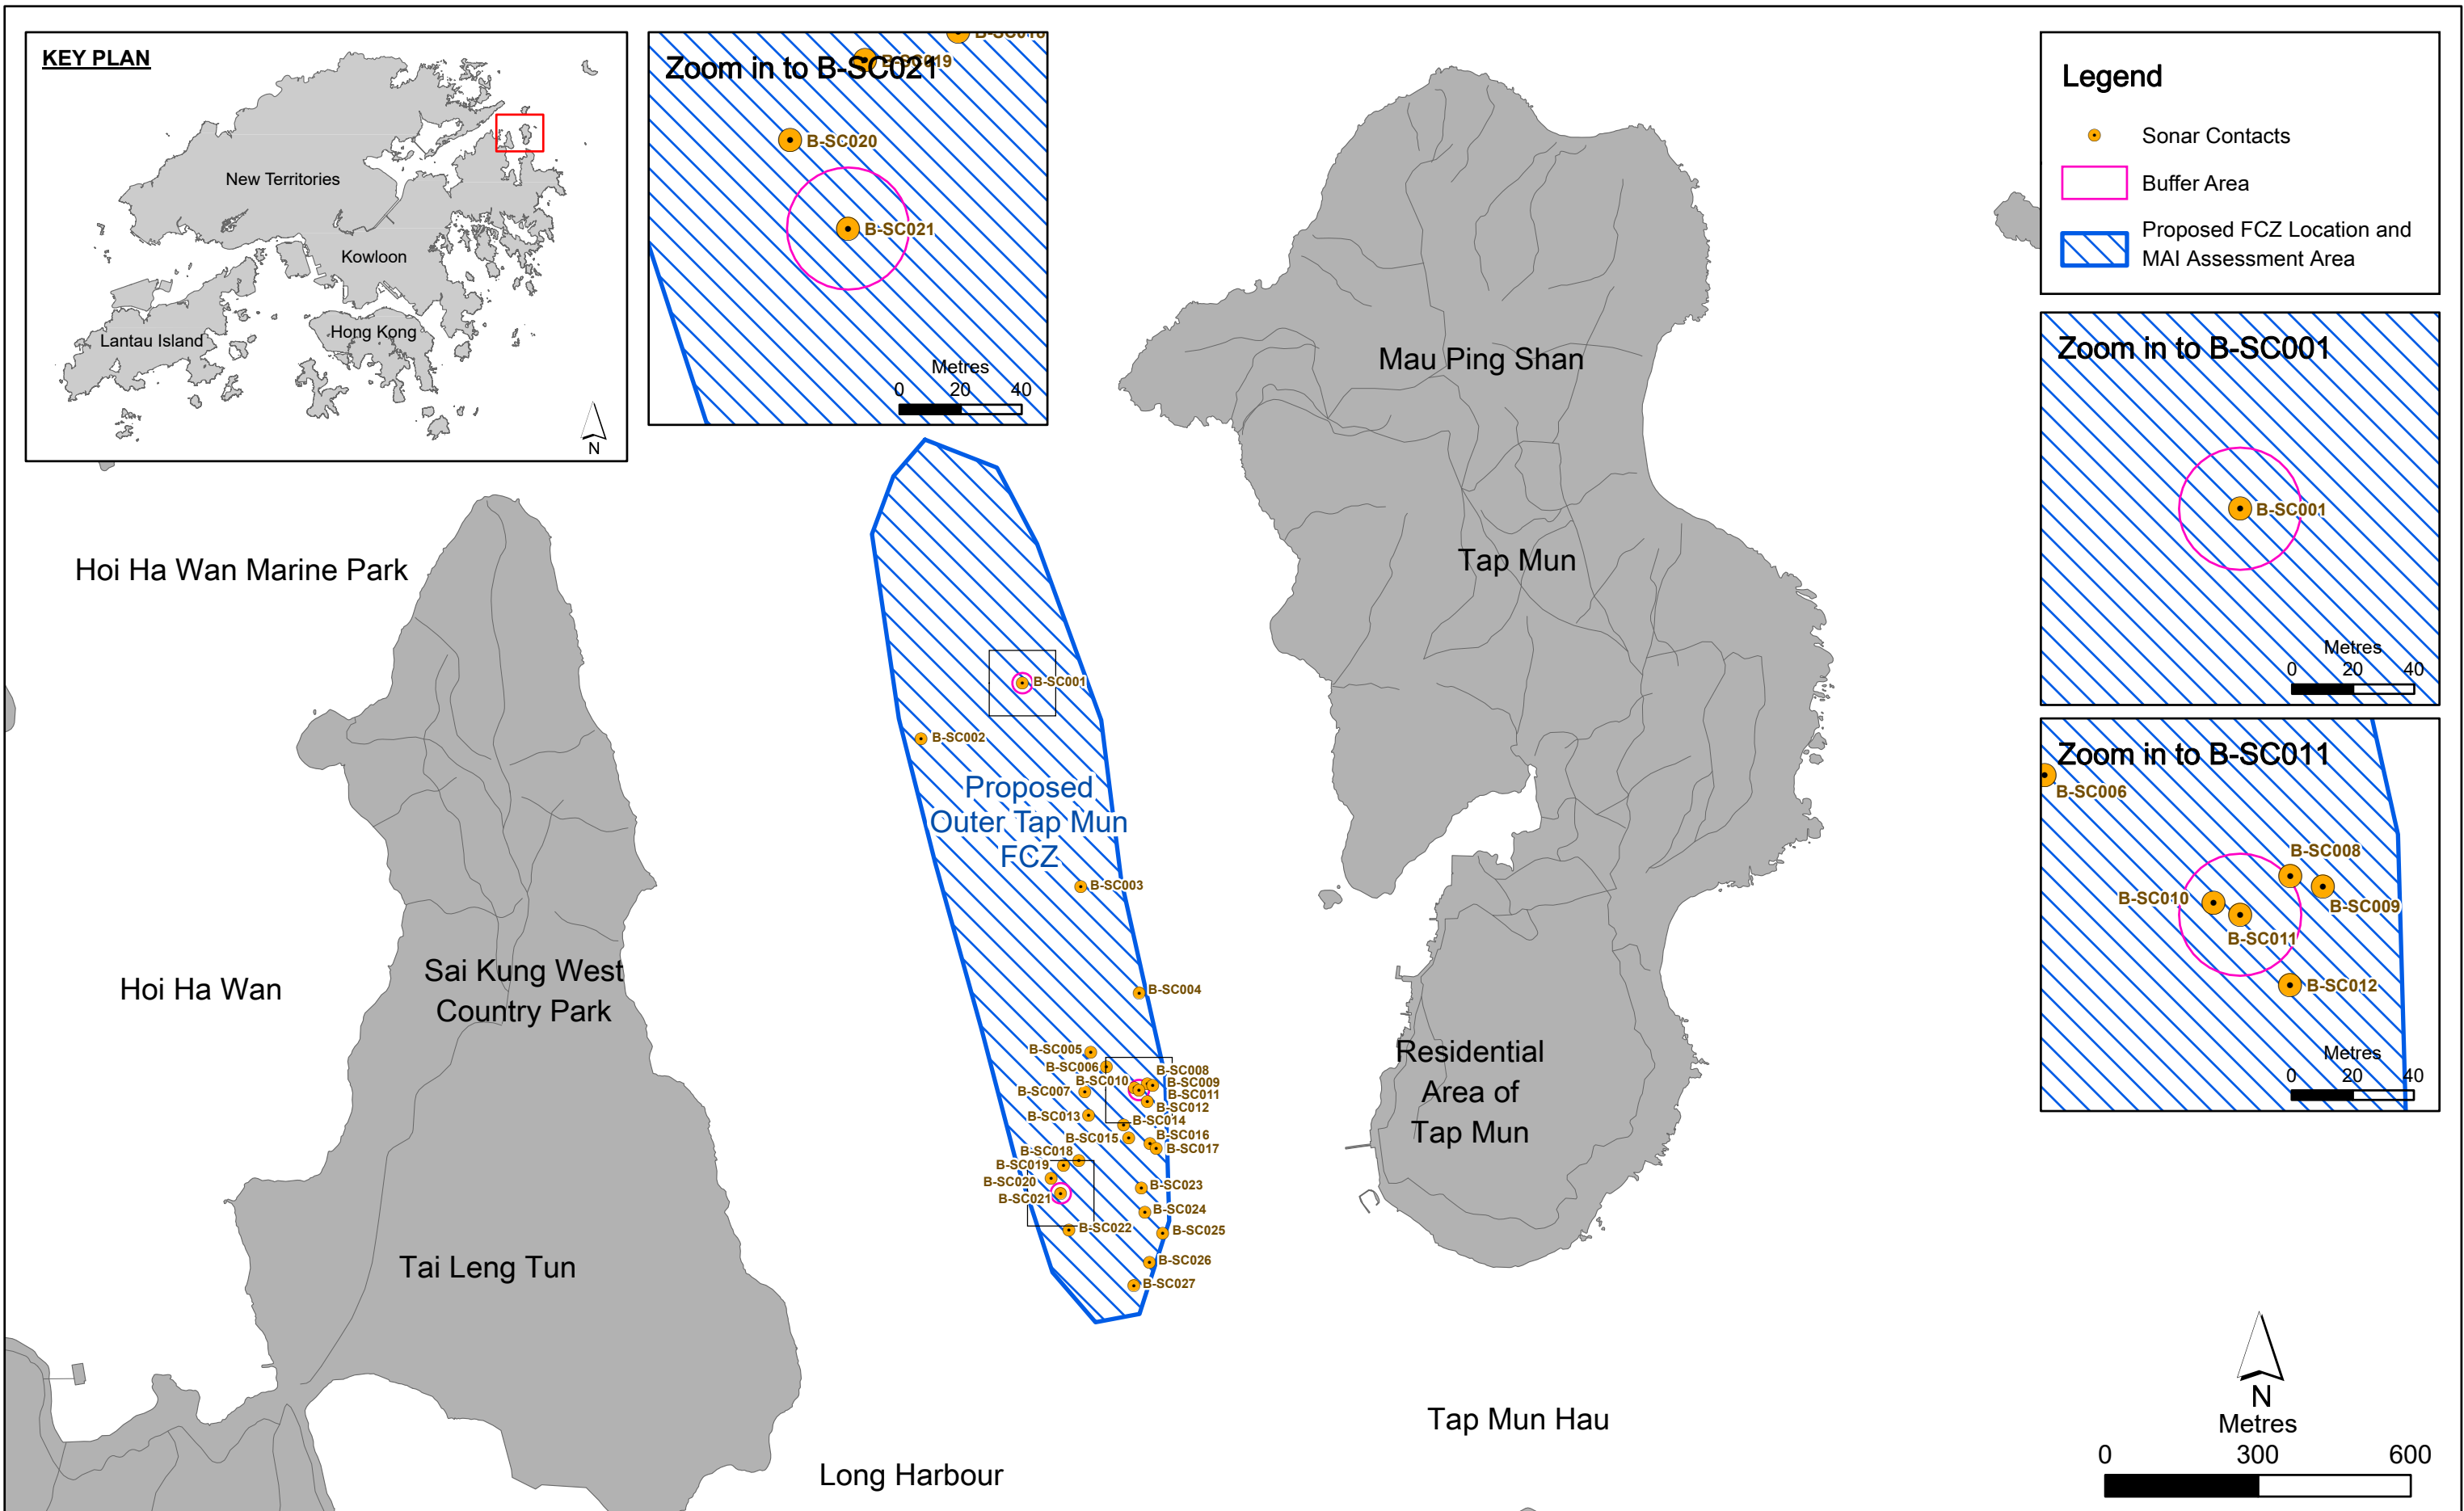 KEY PLAN
New Territories
Kowloon
Hong Kong
Lantau Island
N
Zoom in to B-SC021
B-SC018
B-SC019
B-SC020
B-SC021
Metres
0 20 40
Legend
Sonar Contacts
Buffer Area
Proposed FCZ Location and
MAI Assessment Area
Zoom in to B-SC001
B-SC001
Metres
0 20 40
Zoom in to B-SC011
B-SC006
B-SC008
B-SC009
B-SC010
B-SC011
B-SC012
Metres
0 20 40
Mau Ping Shan
Tap Mun
Hoi Ha Wan Marine Park
B-SC001
B-SC002
Proposed
Outer Tap Mun
FCZ
B-SC003
Sai Kung West
Country Park
Hoi Ha Wan
B-SC004
Residential
Area of
Tap Mun
B-SC005
B-SC006
B-SC008
B-SC010
B-SC009
B-SC007
B-SC011
B-SC012
B-SC013
B-SC014
B-SC015
B-SC016
B-SC017
B-SC018
B-SC019
B-SC020
B-SC023
B-SC021
B-SC024
B-SC022
B-SC025
B-SC026
B-SC027
Tai Leng Tun
Tap Mun Hau
Long Harbour
N
Metres
0 300 600